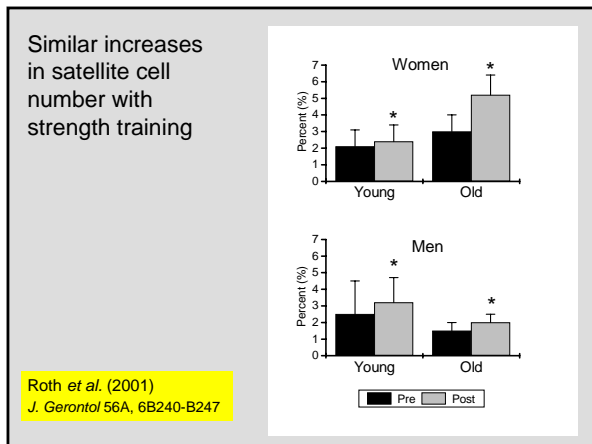 Similar increases
in satellite cell
number with
strength training
Women
Percent (%)
7
6
5
4
3
2
1
0
*
*
Young Old
Men
Percent (%)
7
6
5
4
3
2
1
0
*
*
Young Old
Pre Post
Roth et al. (2001)
J. Gerontol 56A, 6B240-B247